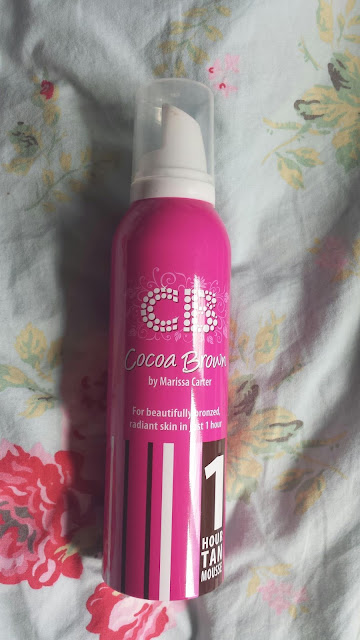 CB
Cocoa Brown
by Marissa Carter
For beautifully bronzed,
radiant skin in just 1 hour
1
HOUR
TAN
MOUSSE